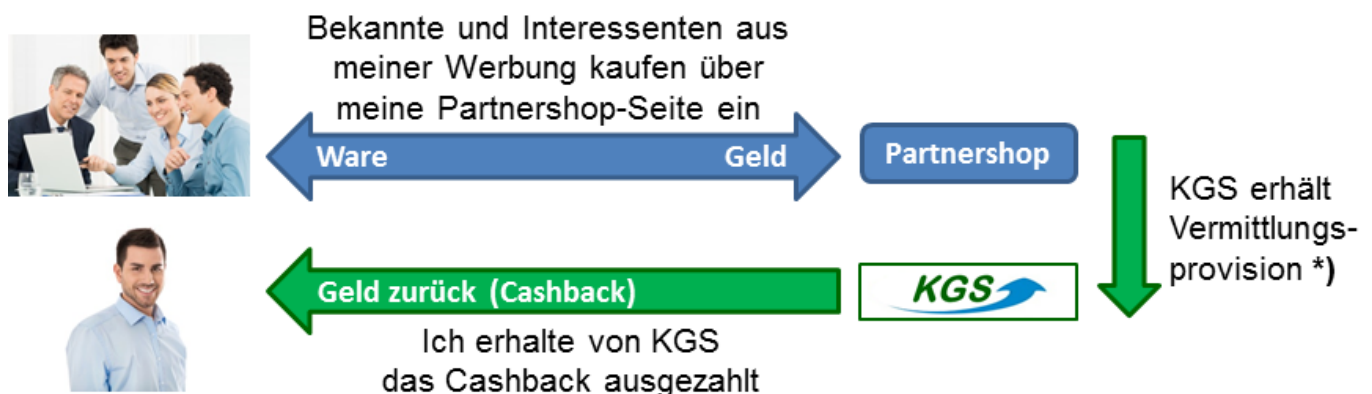 Bekannte und Interessenten aus
meiner Werbung kaufen über
meine Partnershop-Seite ein
Ware Geld
Partnershop
KGS erhält
Vermittlungs-
provision *)
Geld zurück (Cashback)
KGS
Ich erhalte von KGS
das Cashback ausgezahlt